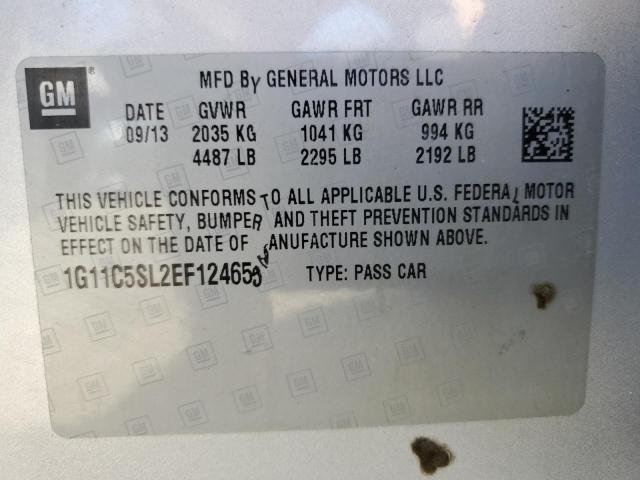 GM
MFD By GENERAL MOTORS LLC
DATE GVWR GAWR FRT GAWR RR
09/13 2035 KG 1041 KG 994 KG
4487 LB 2295 LB 2192 LB
THIS VEHICLE CONFORMS TO ALL APPLICABLE U.S. FEDERAL MOTOR
VEHICLE SAFETY, BUMPER AND THEFT PREVENTION STANDARDS IN
EFFECT ON THE DATE OF ANUFACTURE SHOWN ABOVE.
TYPE: PASS CAR